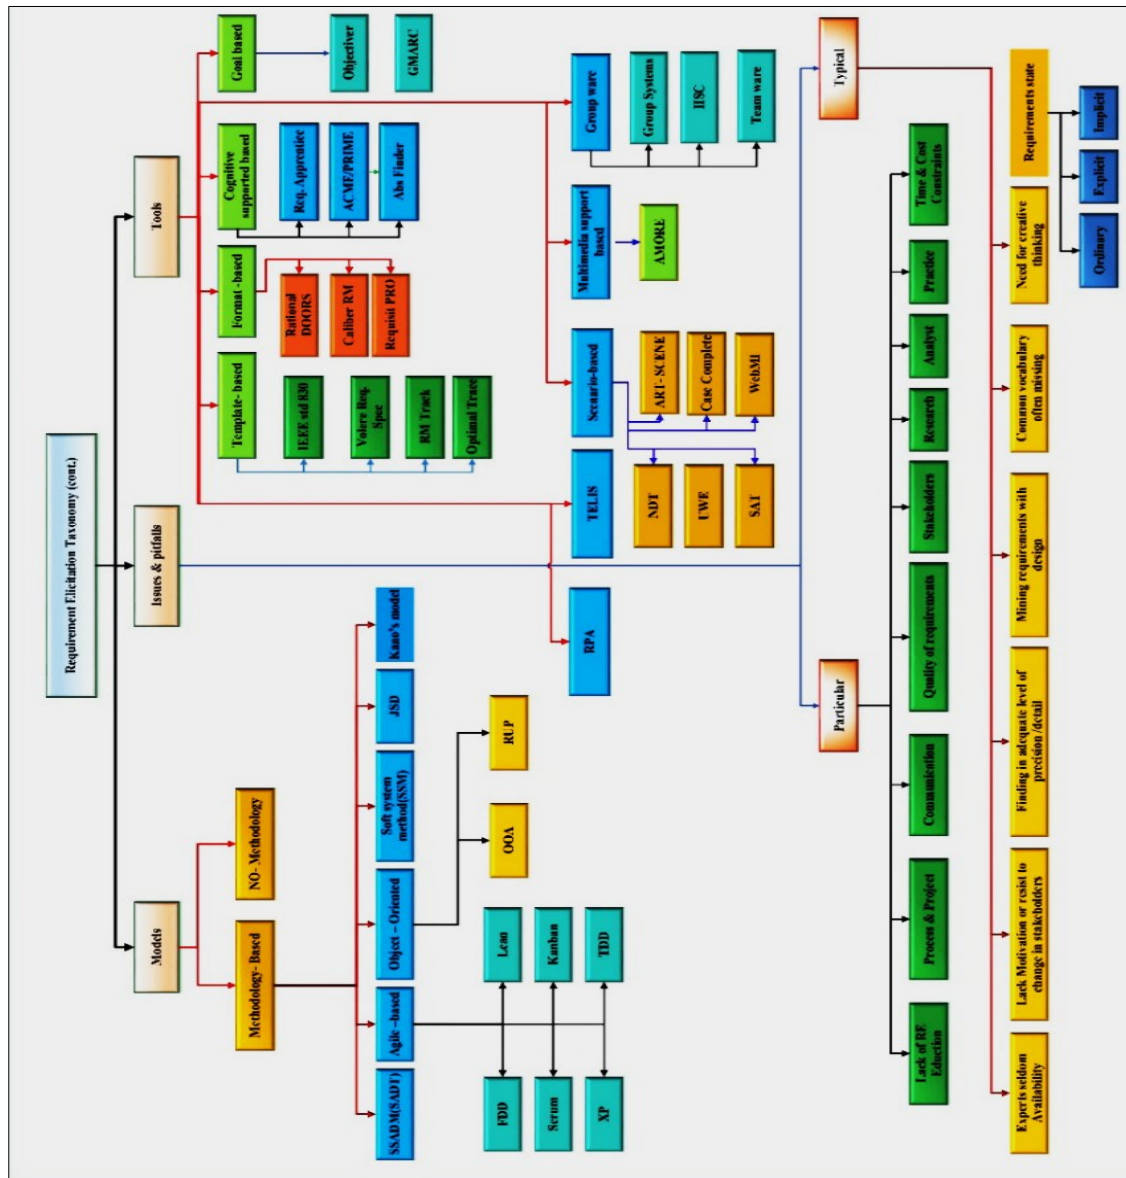 Requirement Elicitation Taxonomy (cont.)
Models
Issues & pitfalls
Tools
Methodology- Based
NO- Methodology
SSADM(SADT)
Agile –based
Object – Oriented
Soft system
method(SSM)
JSD
Kano's model
FDD
Lean
Scrum
Kanban
XP
TDD
OOA
RUP
Template- based
Format -based
Cognitive
supported based
Goal based
IEEE std 830
Volere Req.
Spec
RM Track
Optimal Trace
Rational
DOORS
Caliber RM
Requisit PRO
Req. Apprentice
ACME/PRIME
Abs Finder
Objectiver
GMARC
RPA
TELIS
Scenario-based
Multimedia support
based
Group ware
NDT
UWE
SAT
ART- SCENE
Case Complete
WebMI
AMORE
Group Systems
Team ware
Particular
Typical
Lack of RE
Eduction
Process & Project
Communication
Quality of requirements
Stakeholders
Research
Analyst
Practice
Time & Cost
Constraints
Experts seldom
Availability
Lack Motivation or resist to
change in stakeholders
Finding in adequate level of
precision /detail
Mining requirements with
design
Common vocabulary
often missing
Need for creative
thinking
Requirements state
Ordinary
Explicit
Implicit